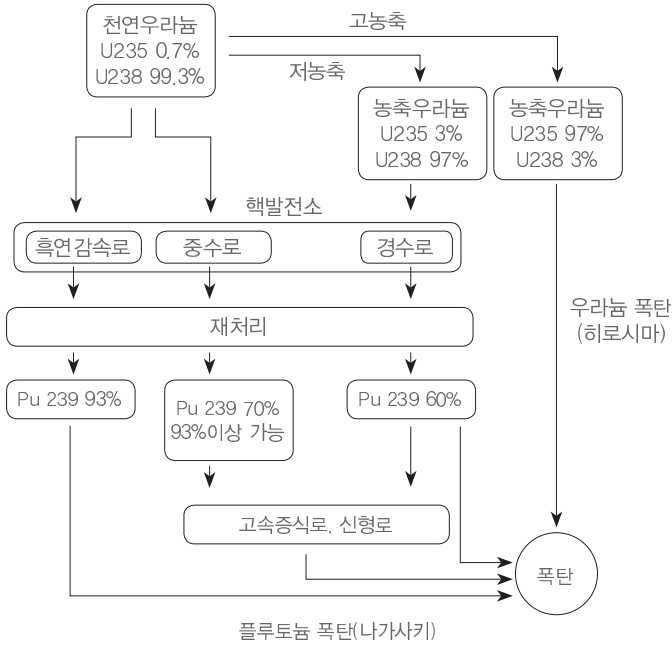 천연우라늄
U235 0.7%
U238 99.3%
고농축
저농축
농축우라늄
U235 3%
U238 97%
농축우라늄
U235 97%
U238 3%
핵발전소
흑연감속로
중수로
경수로
우라늄 폭탄
(히로시마)
재처리
Pu 239 93%
Pu 239 70%
93%이상 가능
Pu 239 60%
고속증식로, 신형로
폭탄
플루토늄 폭탄(나가사키)